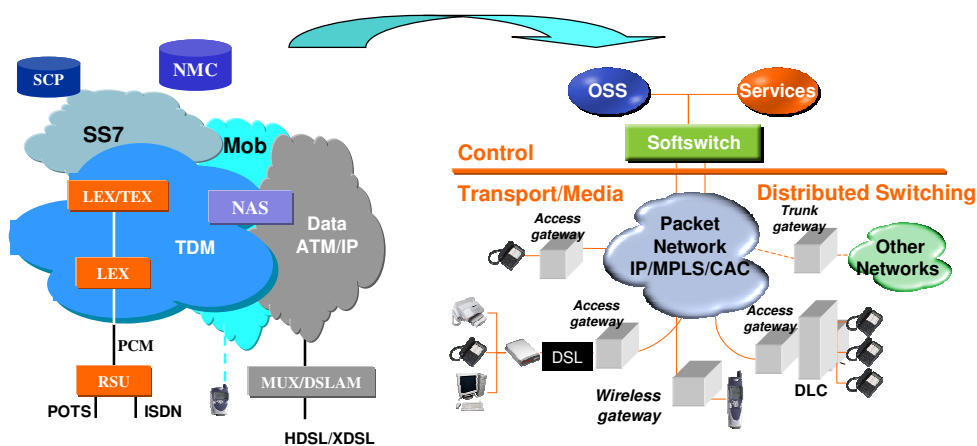 SCP
NMC
SS7
Mob
LEX/TEX
NAS
Data
ATM/IP
TDM
LEX
PCM
RSU
MUX/DSLAM
POTS
ISDN
HDSL/XDSL
OSS
Services
Softswitch
Control
Transport/Media
Distributed Switching
Access
gateway
Packet
Network
IP/MPLS/CAC
Trunk
gateway
Other
Networks
Access
gateway
Access
gateway
DSL
DLC
Wireless
gateway